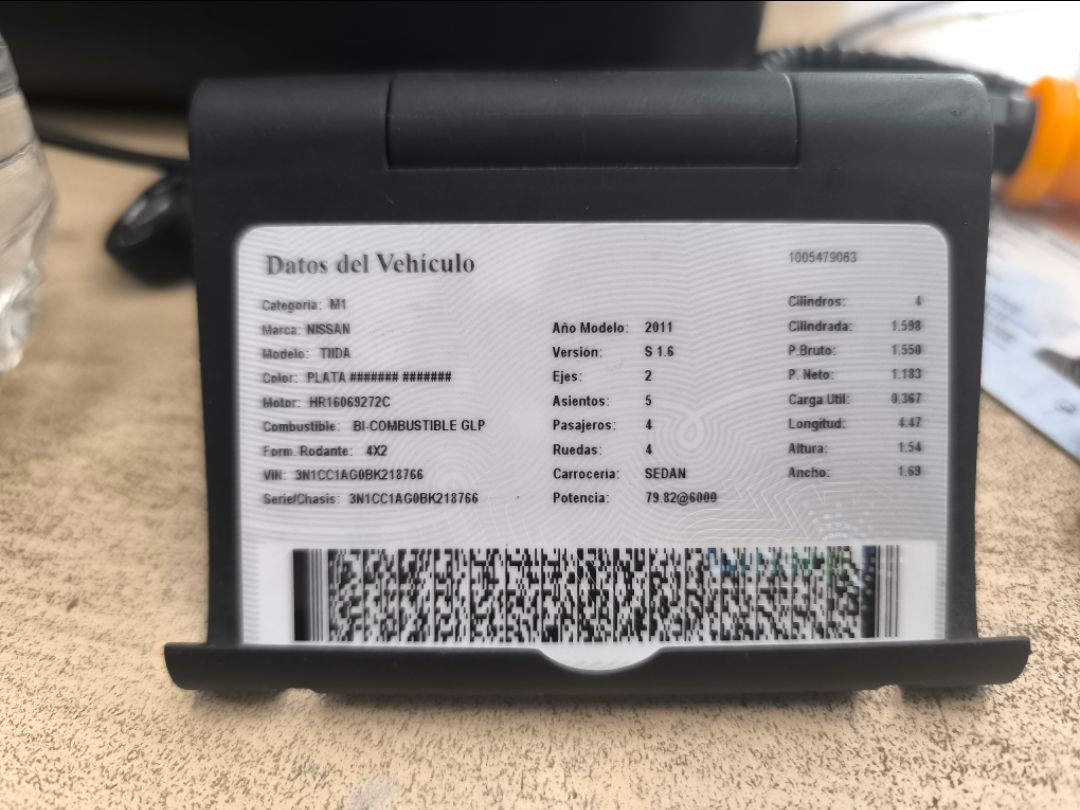 Datos del Vehículo 1005479063
Categoría: M1 Cilindros: 4
Marca: NISSAN Año Modelo: 2011 Cilindrada: 1.598
Modelo: TIIDA Versión: S 1.6 P.Bruto: 1.550
Color: PLATA ####### ####### Ejes: 2 P. Neto: 1.183
Motor: HR16069272C Asientos: 5 Carga Util: 0.367
Combustible: BI-COMBUSTIBLE GLP Pasajeros: 4 Longitud: 4.47
Form. Rodante: 4X2 Ruedas: 4 Altura: 1.54
VIN: 3N1CC1AG0BK218766 Carrocería: SEDAN Ancho: 1.69
Serie/Chasis: 3N1CC1AG0BK218766 Potencia: 79.82@6000